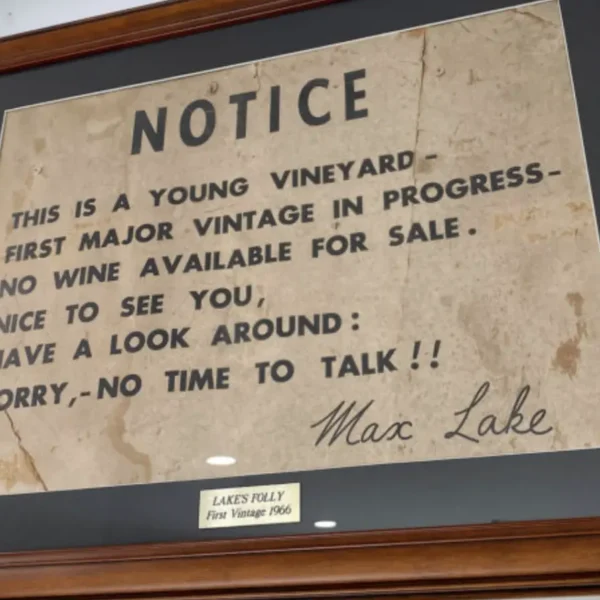 NOTICE
THIS IS A YOUNG VINEYARD -
FIRST MAJOR VINTAGE IN PROGRESS-
NO WINE AVAILABLE FOR SALE.
NICE TO SEE YOU,
HAVE A LOOK AROUND:
SORRY,-NO TIME TO TALK!!
Max Lake
LAKE'S FOLLY
First Vintage 1966